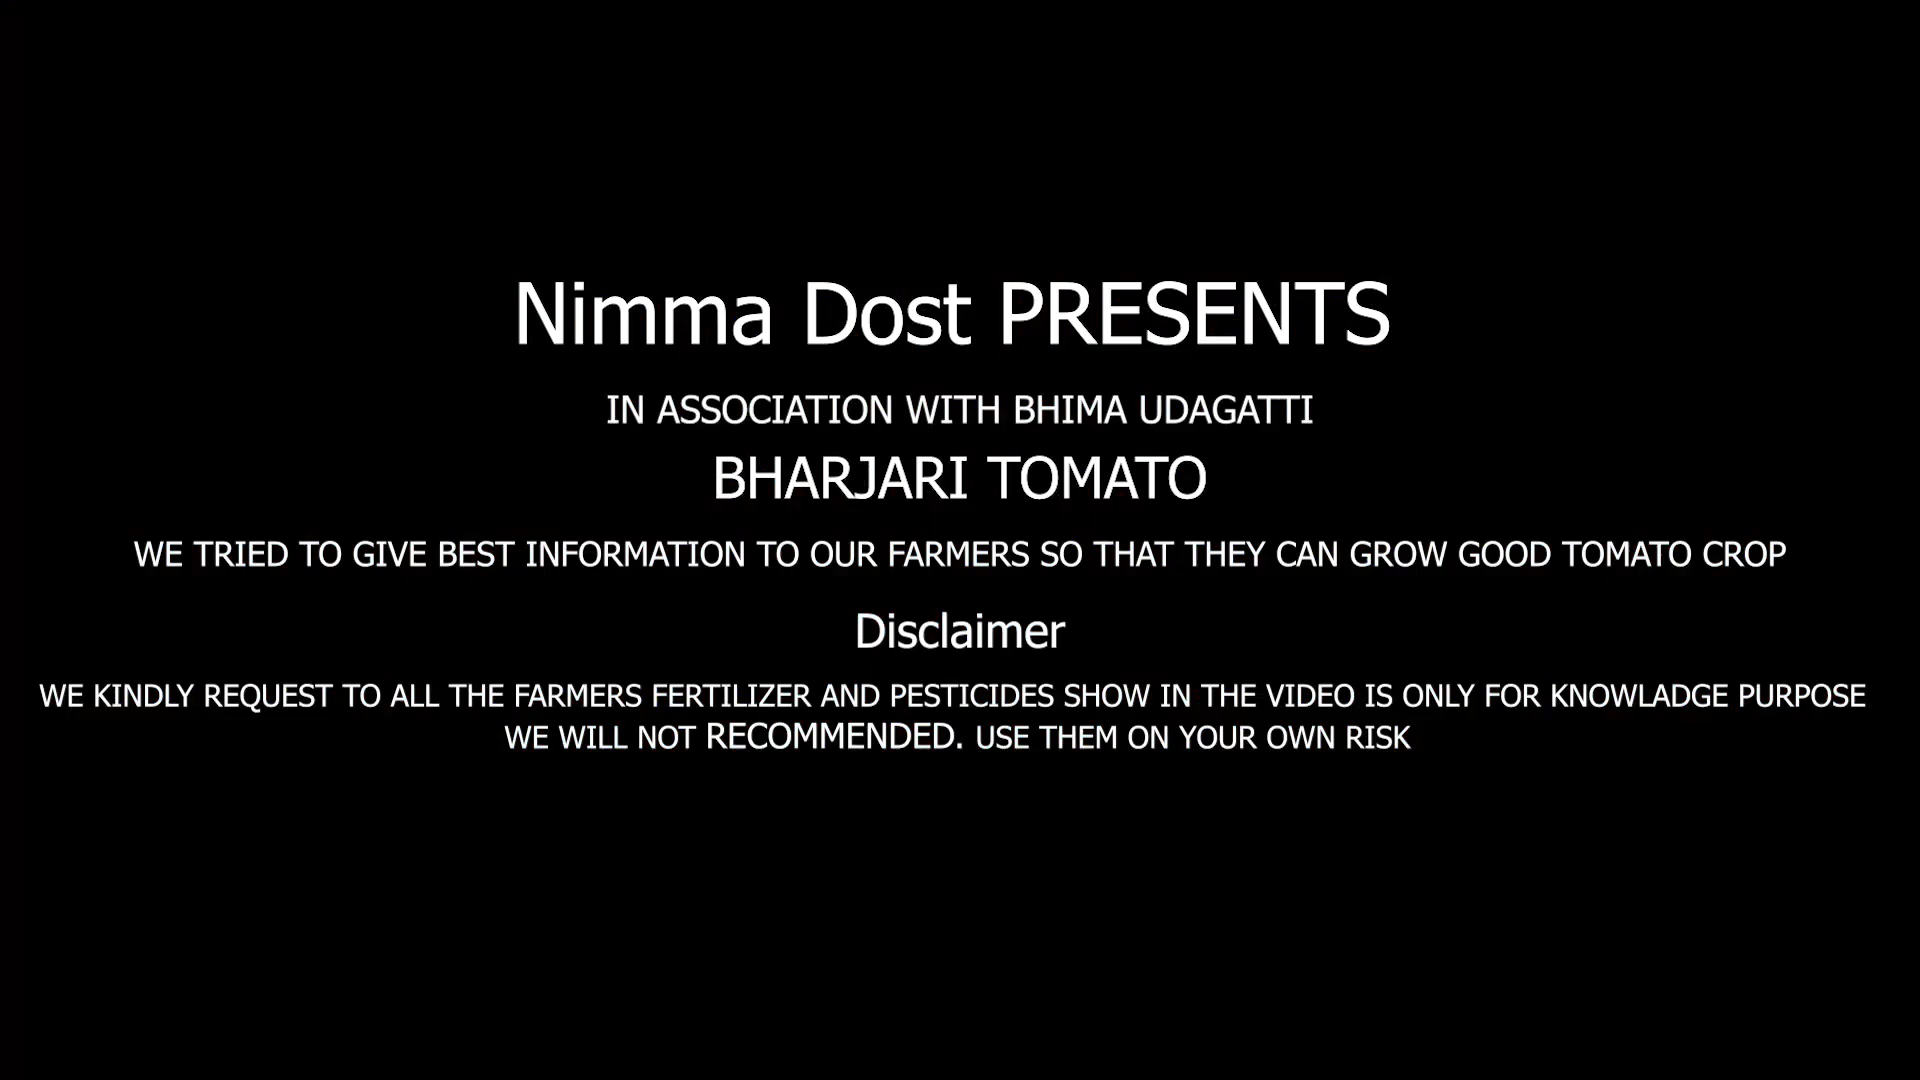 Nimma Dost PRESENTS
IN ASSOCIATION WITH BHIMA UDAGATTI
BHARJARI TOMATO
WE TRIED TO GIVE BEST INFORMATION TO OUR FARMERS SO THAT THEY CAN GROW GOOD TOMATO CROP
Disclaimer
WE KINDLY REQUEST TO ALL THE FARMERS FERTILIZER AND PESTICIDES SHOW IN THE VIDEO IS ONLY FOR KNOWLADGE PURPOSE
WE WILL NOT RECOMMENDED. USE THEM ON YOUR OWN RISK